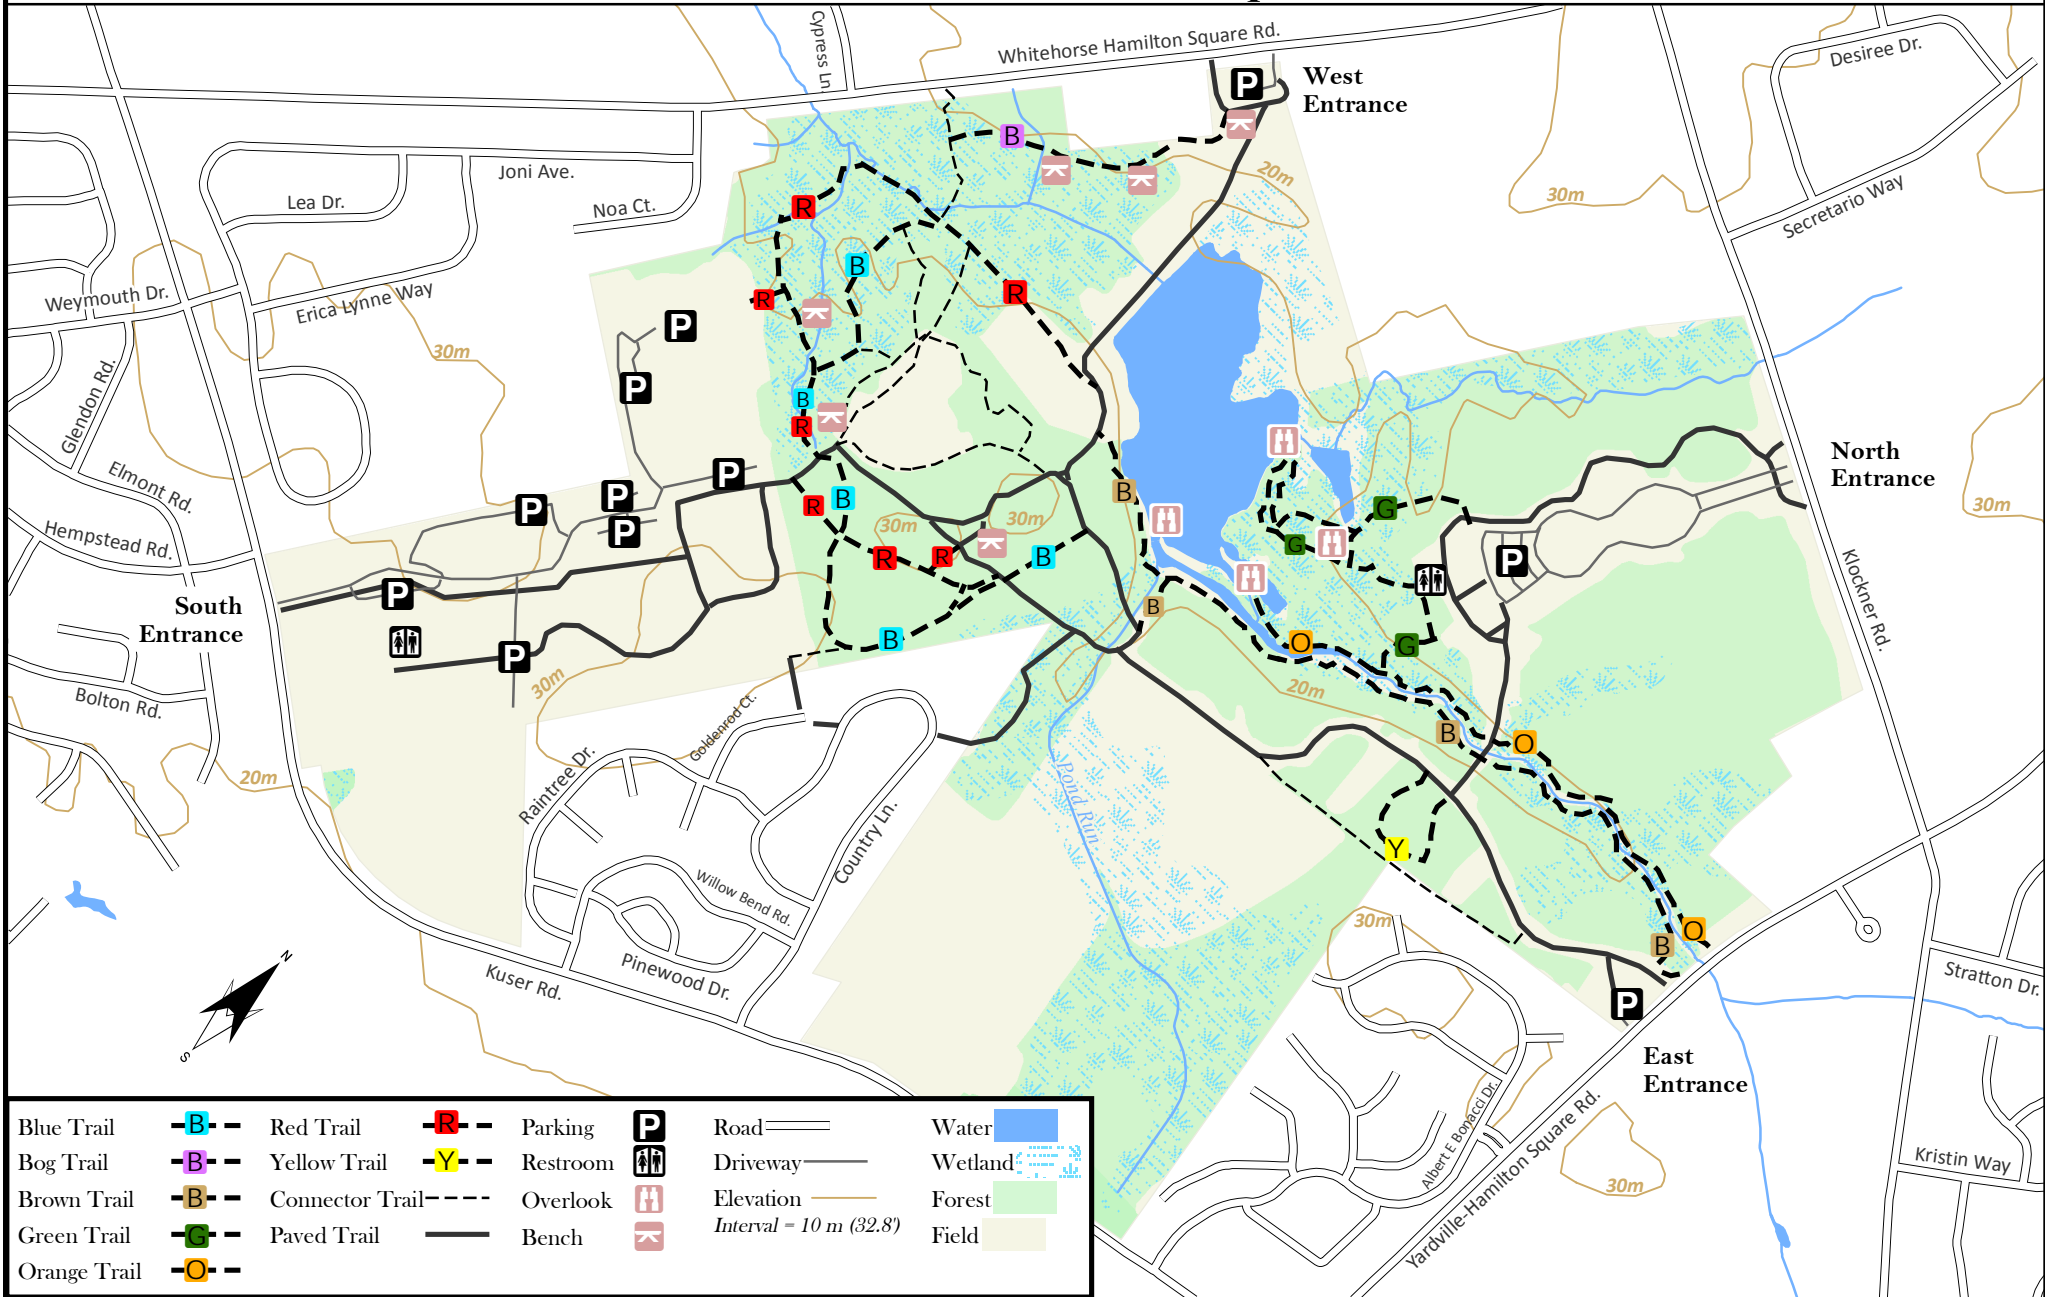 Whitehorse Hamilton Square Rd.
Cypress Ln.
Desiree Dr.
P
West
Entrance
Secretario Way
Joni Ave.
Lea Dr.
Noa Ct.
Weymouth Dr.
Erica Lynne Way
Glendon Rd.
Elmont Rd.
Hempstead Rd.
B
20m
30m
R
B
R
R
30m
P
P
B
R
P
P
P
P
R
B
30m
30m
B
R
R
B
G
G
P
North
Entrance
30m
P
South
Entrance
P
B
B
O
G
Klockner Rd.
30m
20m
Bolton Rd.
20m
Goldenrod Ct.
Raintree Dr.
Country Ln.
Willow Bend Rd.
Pinewood Dr.
Kuser Rd.
Pond Run
B
O
Y
30m
O
B
P
East
Entrance
Stratton Dr.
Kristin Way
Albert E Bonacci Dr.
Yardville-Hamilton Square Rd.
30m
N
S
Blue Trail B
Bog Trail B
Brown Trail B
Green Trail G
Orange Trail O
Red Trail R
Yellow Trail Y
Connector Trail
Paved Trail
Parking P
Restroom
Overlook
Bench
Road
Driveway
Elevation
Interval = 10 m (32.8')
Water
Wetland
Forest
Field